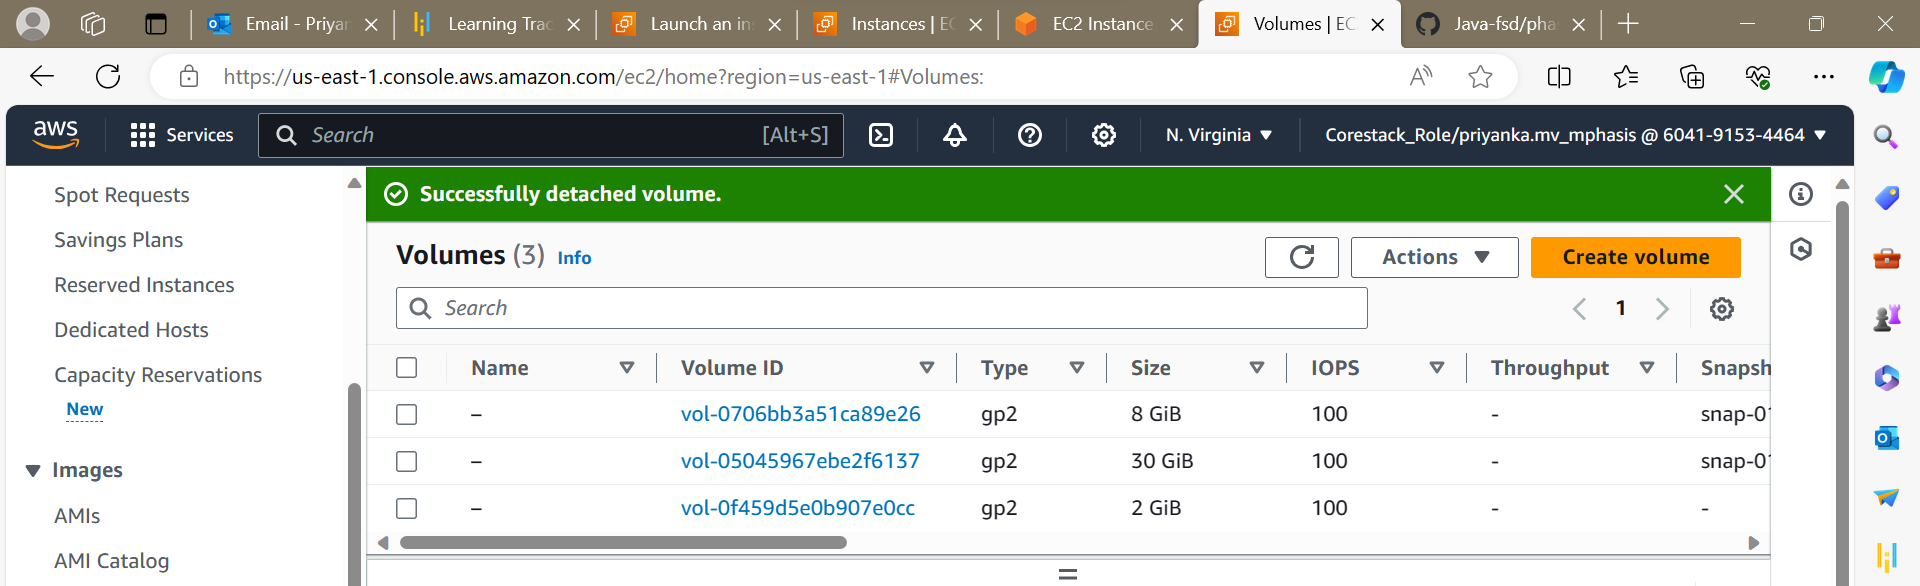 Email - Priyan
Learning Trac
Launch an in
Instances | EC
EC2 Instance
Volumes | EC
Java-fsd/pha
https://us-east-1.console.aws.amazon.com/ec2/home?region=us-east-1#Volumes:
aws
Services
Search
[Alt+S]
N. Virginia
Corestack_Role/priyanka.mv_mphasis @ 6041-9153-4464
Spot Requests
Savings Plans
Reserved Instances
Dedicated Hosts
Capacity Reservations
New
Images
AMIs
AMI Catalog
Successfully detached volume.
Volumes (3) Info
Actions
Create volume
Search
1
Name Volume ID Type Size IOPS Throughput Snapsh
– vol-0706bb3a51ca89e26 gp2 8 GiB 100 - snap-01
– vol-05045967ebe2f6137 gp2 30 GiB 100 - snap-01
– vol-0f459d5e0b907e0cc gp2 2 GiB 100 - -